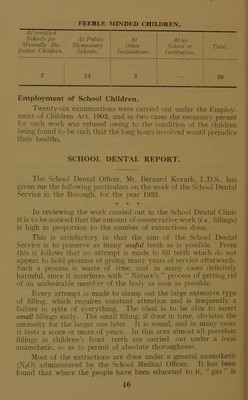 FEEBLE MINDED CHILDREN.
At certified Schools for Mentally Defective Children
At Public Elementary Schools.
At Other Institutions.
At no School or Institution.
Total.
2 24 2 — 28
Employment of School Children.
Twenty-six examinations were carried out under the Employ-
ment of Children Act, 1903, and in two cases the necessary permit
for such work was refused owing to the condition of the children
being found to be such that the long hours involved would prejudice
their healths.
SCHOOL DENTAL REPORT.
The School Dental Officer, Mr. Bernard Krauth, L.D.S., has
given me the following particulars on the work of the School Dental
Service in the Borough, for the year 1933.
* * *
In reviewing the work carried out in the School Dental Clinic
it is to be noticed that the amount of conservative work (i.e., fillings)
is high in proportion to the number of extractions done.
This is satisfactory in that the aim of the School Dental
Service is to preserve as many useful teeth as is possible. From
this it follows that no attempt is made to fill teeth which do not
appear to hold promise of giving many years of service afterwards.
Such a process is waste of time, and in many cases definitely
harmful, since it interferes with "Nature's" process of getting rid
of an undesirable member of the body as soon as possible.
Every attempt is made to stamp out the large extensive type
of filling, which requires constant attention and is frequently a
failure in spite of everything. The ideal is to be able to insert
small fillings early. The small filling, if done in time, obviates the
necessity for the larger one later. It is sound, and in many cases
it lasts a score or more of years. In this area almost all porcelain
fillings in children's front teeth are carried out under a local
anaesthetic, so as to permit of absolute thoroughness.
Most of the extractions are done under a general anaesthetic
(N₂O) administered by the School Medical Officer. It has been
found that where the people have been educated to it, "gas" is
16